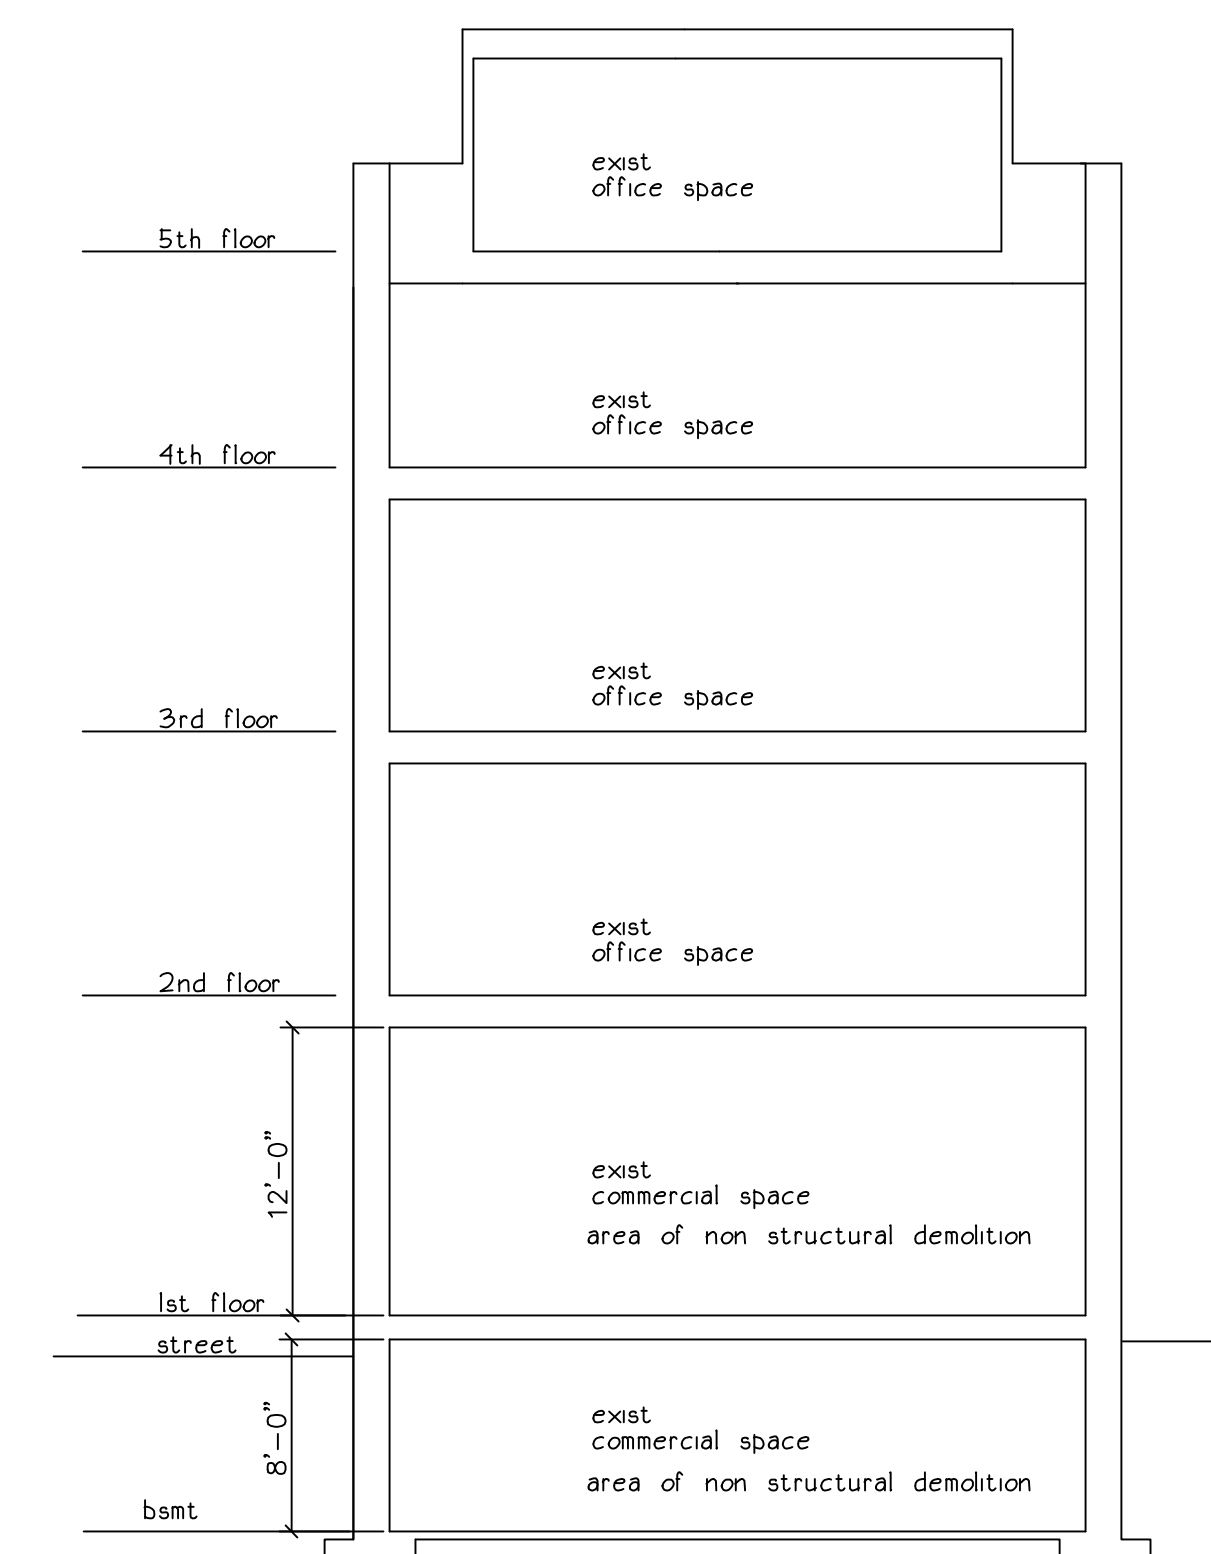 exist
office space
5th floor
exist
office space
4th floor
exist
office space
3rd floor
exist
office space
2nd floor
12'-0"
exist
commercial space
area of non structural demolition
1st floor
street
8'-0"
exist
commercial space
area of non structural demolition
bsmt